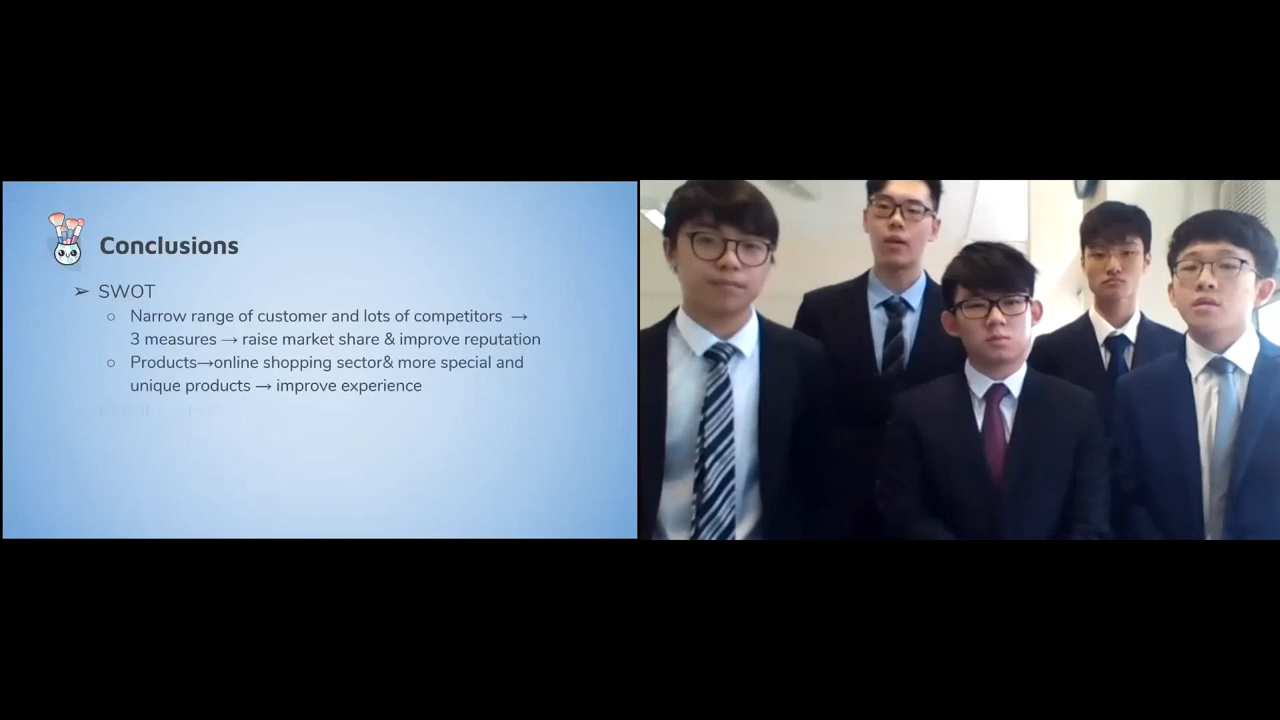 Conclusions
➢ SWOT
○ Narrow range of customer and lots of competitors →
3 measures → raise market share & improve reputation
○ Products→online shopping sector& more special and
unique products → improve experience